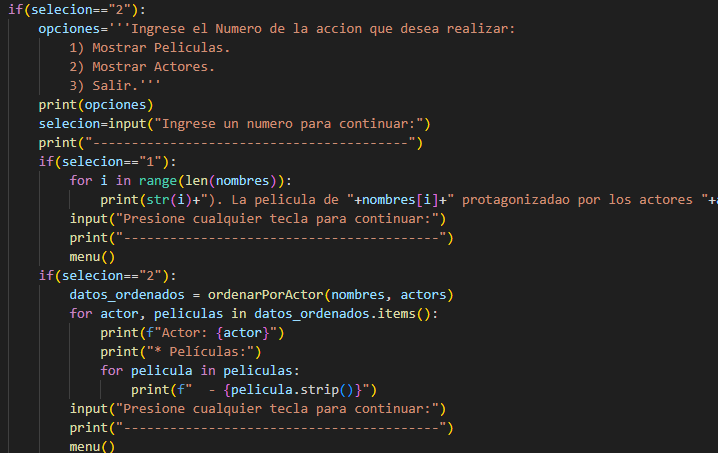 if(selecion=="2"):
    opciones='''Ingrese el Numero de la accion que desea realizar:
        1) Mostrar Peliculas.
        2) Mostrar Actores.
        3) Salir.'''
    print(opciones)
    selecion=input("Ingrese un numero para continuar:")
    print("-----------------------------------------")
    if(selecion=="1"):
        for i in range(len(nombres)):
            print(str(i)+"). La pelicula de "+nombres[i]+" protagonizadao por los actores "+a
        input("Presione cualquier tecla para continuar:")
        print("-----------------------------------------")
        menu()
    if(selecion=="2"):
        datos_ordenados = ordenarPorActor(nombres, actors)
        for actor, peliculas in datos_ordenados.items():
            print(f"Actor: {actor}")
            print("* Películas:")
            for pelicula in peliculas:
                print(f"  - {pelicula.strip()}")
        input("Presione cualquier tecla para continuar:")
        print("-----------------------------------------")
        menu()